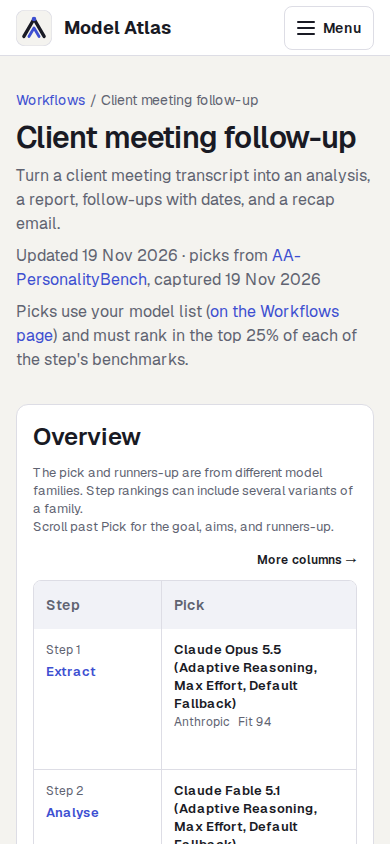 Model Atlas
Menu
Workflows / Client meeting follow-up
Client meeting follow-up
Turn a client meeting transcript into an analysis,
a report, follow-ups with dates, and a recap
email.
Updated 19 Nov 2026 · picks from AA-
PersonalityBench, captured 19 Nov 2026
Picks use your model list (on the Workflows
page) and must rank in the top 25% of each of
the step's benchmarks.
Overview
The pick and runners-up are from different model
families. Step rankings can include several variants of
a family.
Scroll past Pick for the goal, aims, and runners-up.
More columns →
Step
Pick
Step 1
Extract
Claude Opus 5.5
(Adaptive Reasoning,
Max Effort, Default
Fallback)
Anthropic Fit 94
Step 2
Analyse
Claude Fable 5.1
(Adaptive Reasoning,
Max Effort, Default
Fallback)